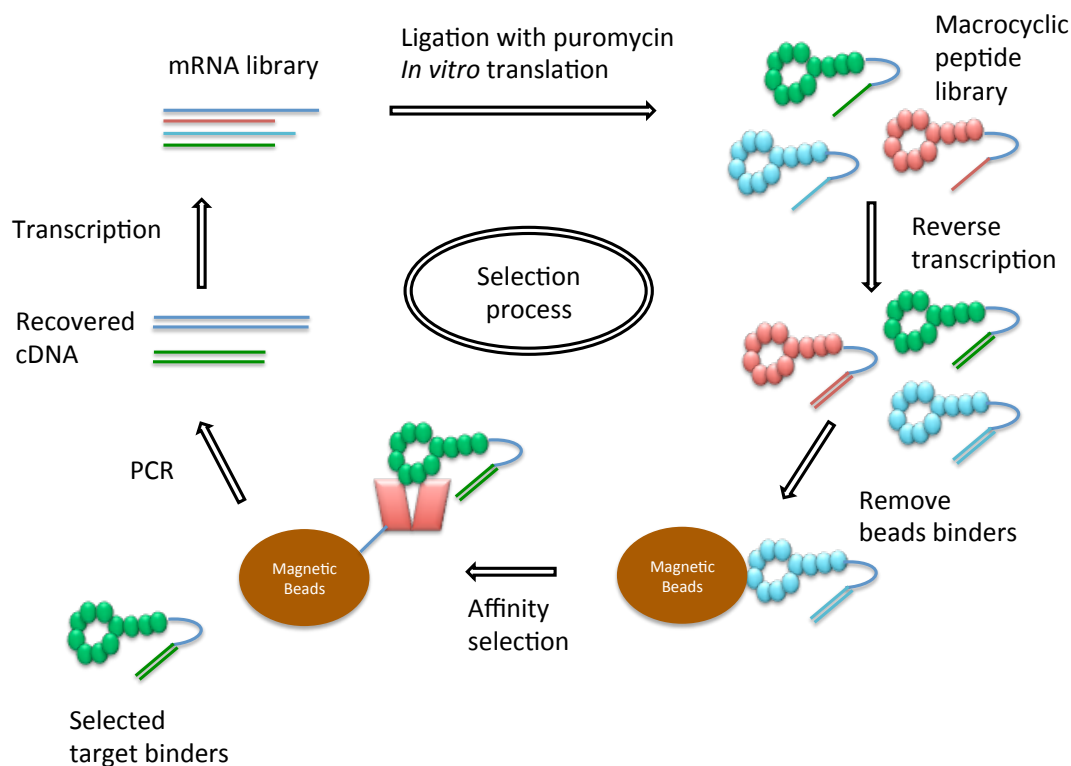 mRNA library
Ligation with puromycin
In vitro translation
Macrocyclic
peptide
library
Transcription
Selection
process
Reverse
transcription
Recovered
cDNA
PCR
Remove
beads binders
Magnetic
Beads
Magnetic
Beads
Affinity
selection
Selected
target binders